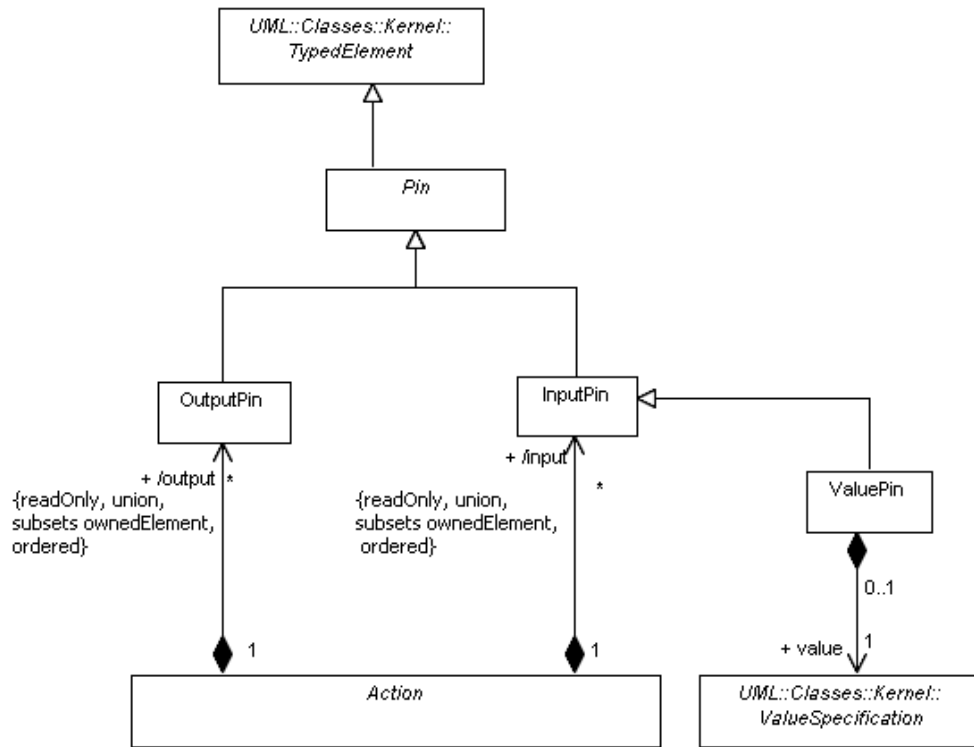 UML::Classes::Kernel::
TypedElement
Pin
OutputPin
InputPin
ValuePin
+ /output *
{readOnly, union,
subsets ownedElement,
ordered}
+ /input
*
{readOnly, union,
subsets ownedElement,
ordered}
0..1
1
1
+ value
1
Action
UML::Classes::Kernel::
ValueSpecification